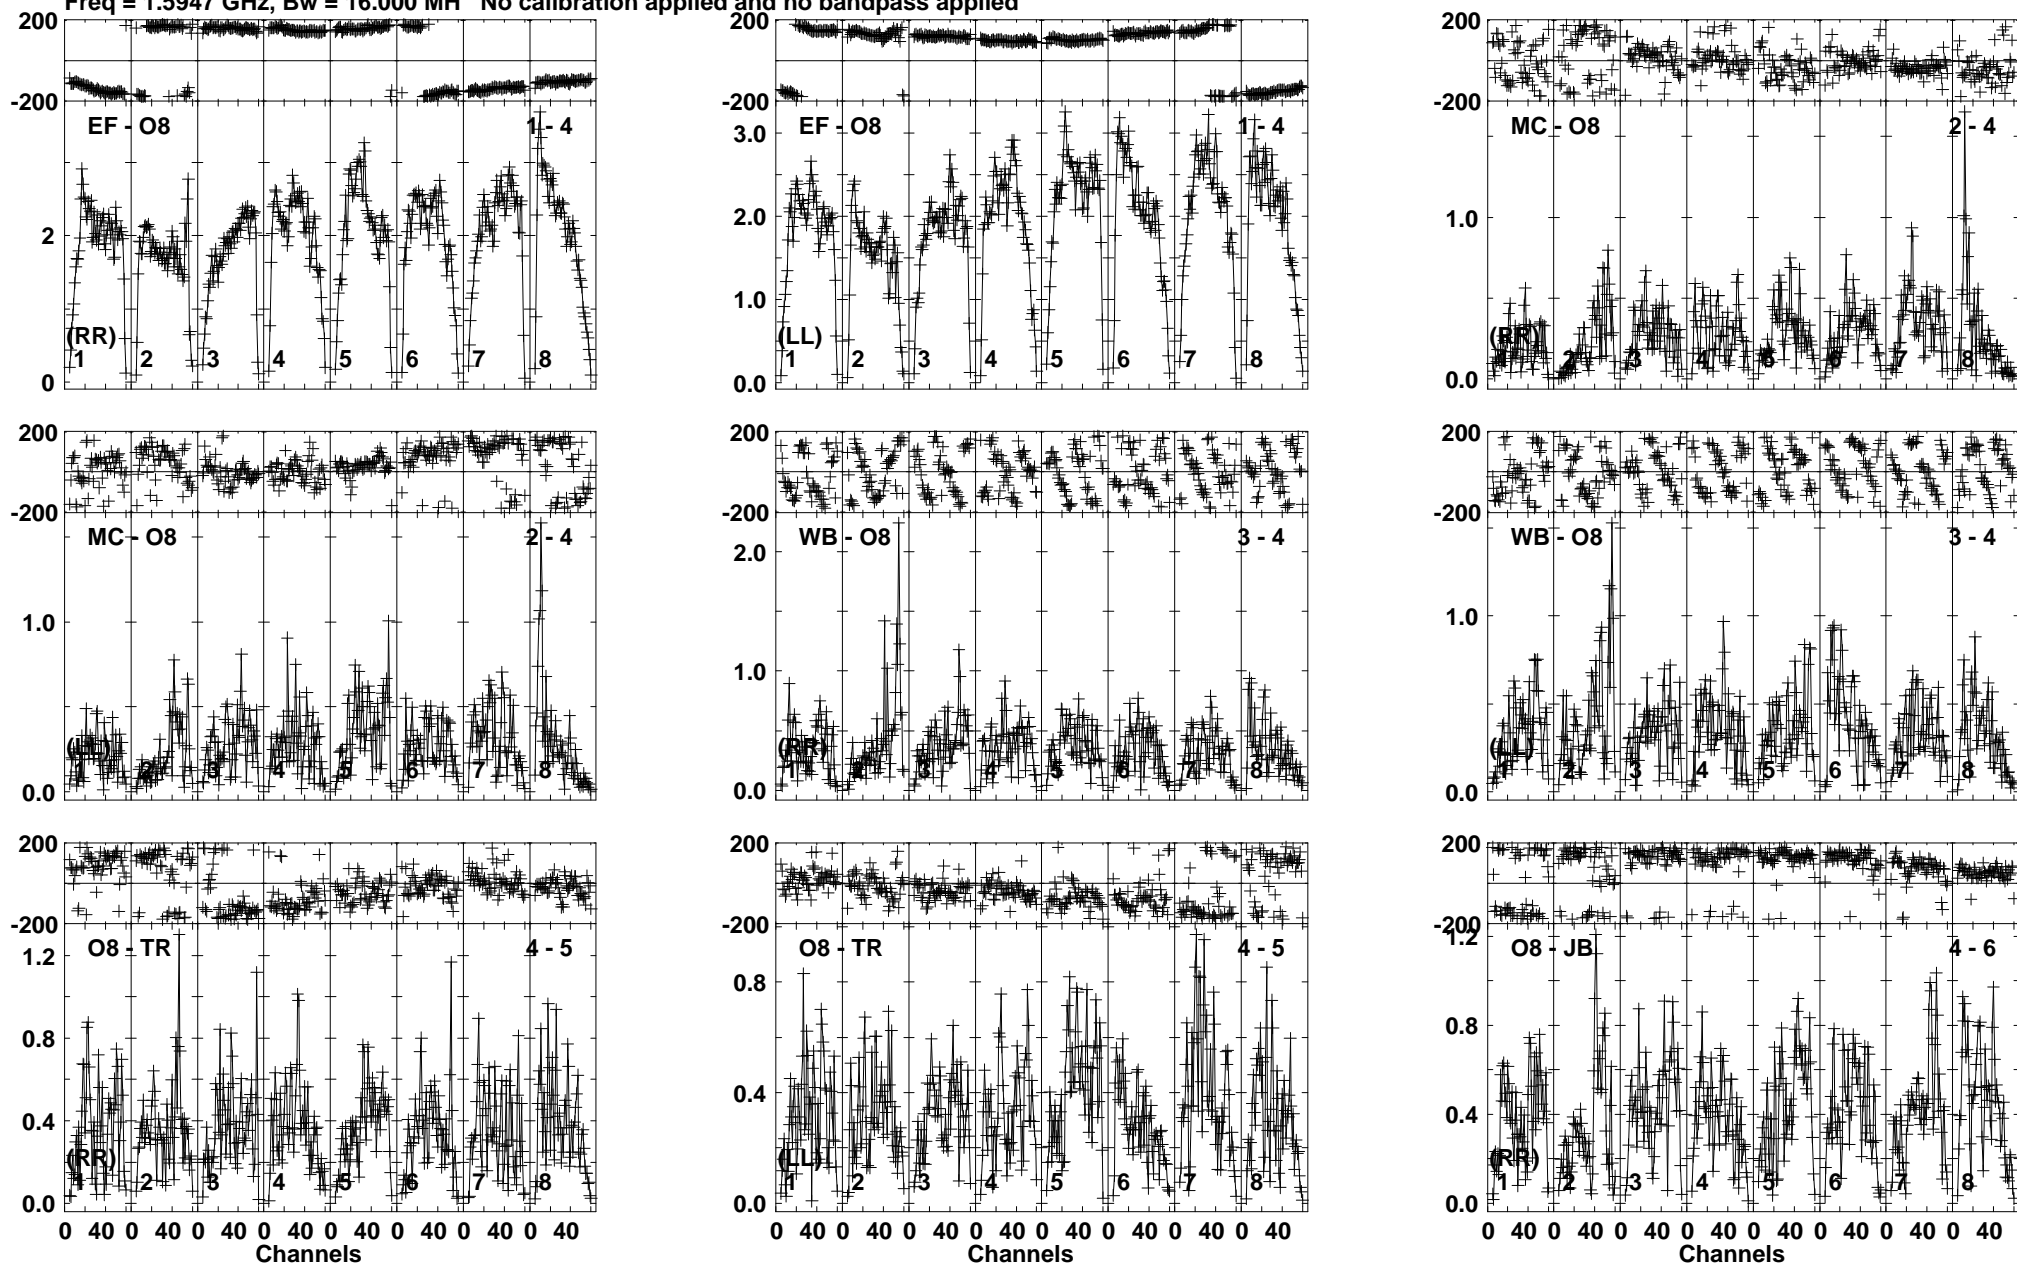 Freq = 1.5947 GHz, Bw = 16.000 MH No calibration applied and no bandpass applied
200 200 200
-200 -200 -200
EF - O8 1 - 4 EF - O8 1 - 4 MC - O8 2 - 4
3.0
2 2.0 1.0
1.0
(RR) (LL) (RR)
1 2 3 4 5 6 7 8 1 2 3 4 5 6 7 8 1 2 3 4 5 6 7 8
0 0.0 0.0
200 200 200
-200 -200 -200
MC - O8 2 - 4 WB - O8 3 - 4 WB - O8 3 - 4
2.0
1.0 1.0 1.0
(LL) (RR) (LL)
1 2 3 4 5 6 7 8 1 2 3 4 5 6 7 8 1 2 3 4 5 6 7 8
0.0 0.0 0.0
200 200 200
-200 -200 -200
O8 - TR 4 - 5 O8 - TR 4 - 5 O8 - JB 4 - 6
1.2 1.2
0.8 0.8 0.8
0.4 0.4 0.4
(RR) (LL) (RR)
1 2 3 4 5 6 7 8 1 2 3 4 5 6 7 8 1 2 3 4 5 6 7 8
0.0 0.0 0.0
0 40 0 40 0 40 0 40 0 40 0 40 0 40 0 40 0 40 0 40 0 40 0 40 0 40 0 40 0 40 0 40 0 40 0 40 0 40 0 40 0 40 0 40 0 40 0 40
Channels Channels Channels